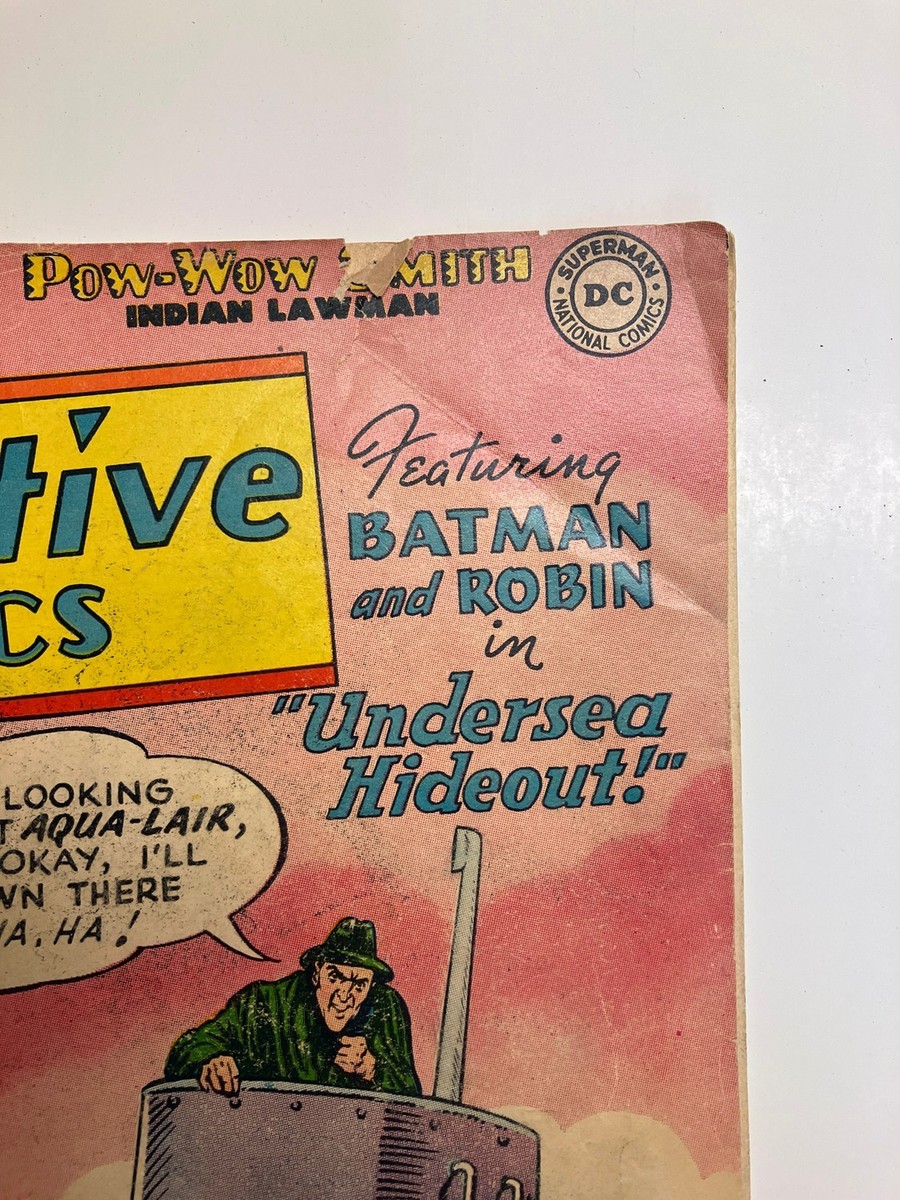 POW-WOW SMITH
INDIAN LAWMAN
SUPERMAN
DC
NATIONAL COMICS
tive
cs
Featuring
BATMAN
and ROBIN
in
"Undersea
Hideout!"
LOOKING
T AQUA-LAIR,
OKAY, I'LL
WN THERE
HA, HA!